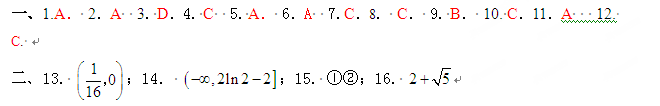 一、1.A. 2. A 3. D. 4. C 5. A. 6. A 7. C. 8. C. 9. B. 10. C. 11. A 12. C.
二、13. (1/16,0)；14. (−∞,2ln2−2]；15. ①②；16. 2+√5